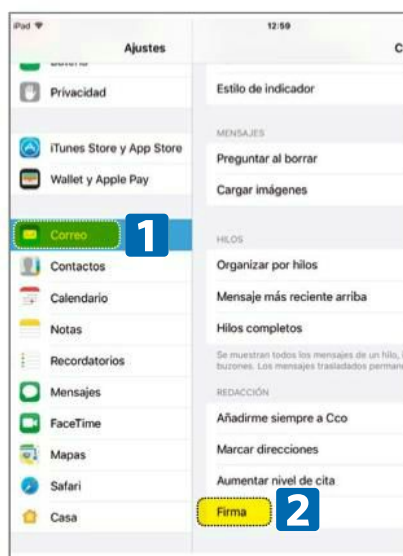 iPad
12:59
Ajustes
C
Privacidad
iTunes Store y App Store
Wallet y Apple Pay
Correo
1
Contactos
Calendario
Notas
Recordatorios
Mensajes
FaceTime
Mapas
Safari
Casa
Estilo de indicador
MENSAJES
Preguntar al borrar
Cargar imágenes
HILOS
Organizar por hilos
Mensaje más reciente arriba
Hilos completos
Se muestran todos los mensajes de un hilo,
buzones. Los mensajes trasladados perman
REDACCIÓN
Añadirme siempre a Cco
Marcar direcciones
Aumentar nivel de cita
Firma
2